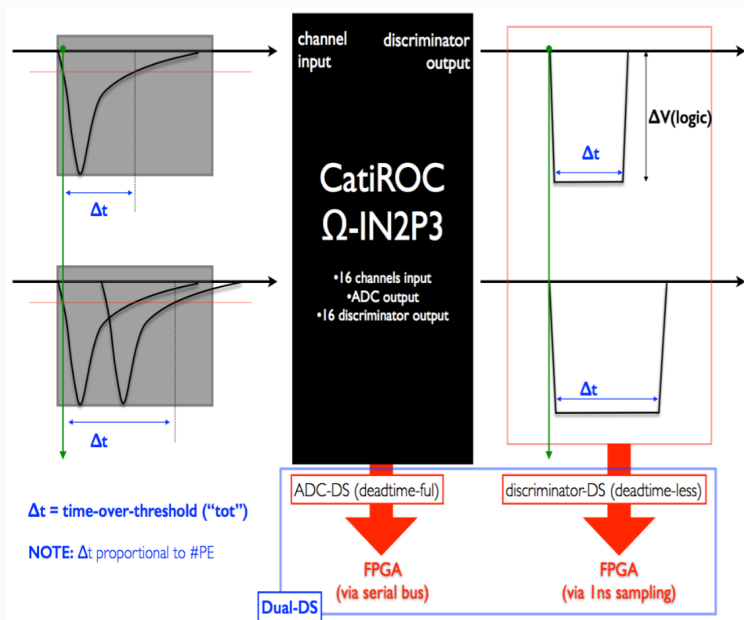 channel
input
discriminator
output
ΔV(logic)
Δt
Δt
CatiROC
Ω-IN2P3
•16 channels input
•ADC output
•16 discriminator output
Δt
Δt
ADC-DS (deadtime-ful)
discriminator-DS (deadtime-less)
Δt = time-over-threshold (“tot”)
NOTE: Δt proportional to #PE
FPGA
(via serial bus)
FPGA
(via 1ns sampling)
Dual-DS